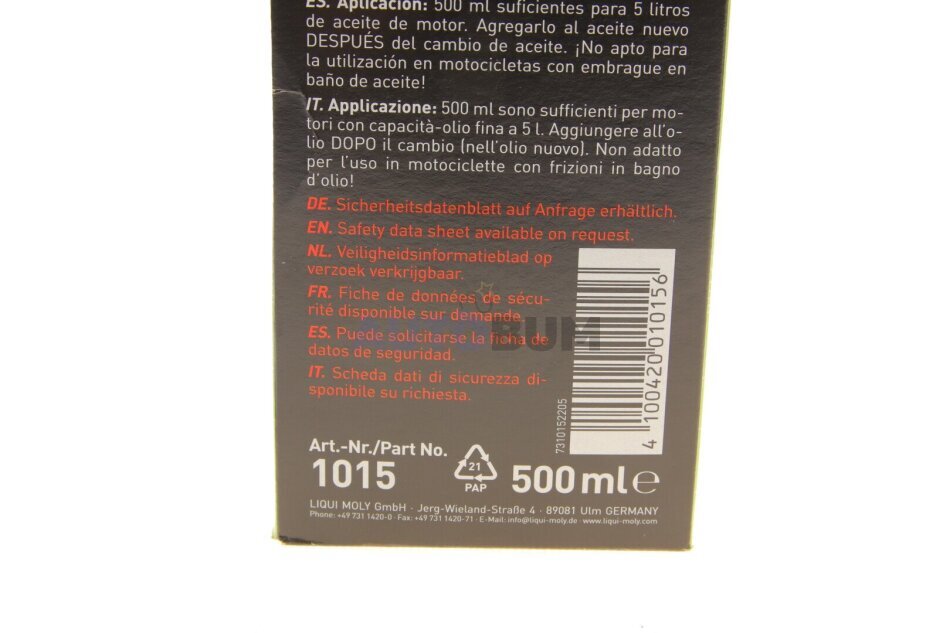 ES. Aplicación: 500 ml suficientes para 5 litros
de aceite de motor. Agregarlo al aceite nuevo
DESPUÉS del cambio de aceite. ¡No apto para
la utilización en motocicletas con embrague en
baño de aceite!
IT. Applicazione: 500 ml sono sufficienti per mo-
tori con capacità-olio fina a 5 l. Aggiungere all’o-
lio DOPO il cambio (nell’olio nuovo). Non adatto
per l’uso in motociclette con frizioni in bagno
d’olio!
DE. Sicherheitsdatenblatt auf Anfrage erhältlich.
EN. Safety data sheet available on request.
NL. Veiligheidsinformatieblad op
verzoek verkrijgbaar.
FR. Fiche de données de sécu-
rité disponible sur demande.
ES. Puede solicitarse la ficha de
datos de seguridad.
IT. Scheda dati di sicurezza di-
sponibile su richiesta.
BUM
7310152205
4 100420 010156
Art.-Nr./Part No.
1015
21
PAP
500 ml ℮
LIQUI MOLY GmbH · Jerg-Wieland-Straße 4 · 89081 Ulm GERMANY
Phone: +49 731 1420-0 · Fax: +49 731 1420-71 · E-Mail: info@liqui-moly.de · www.liqui-moly.com